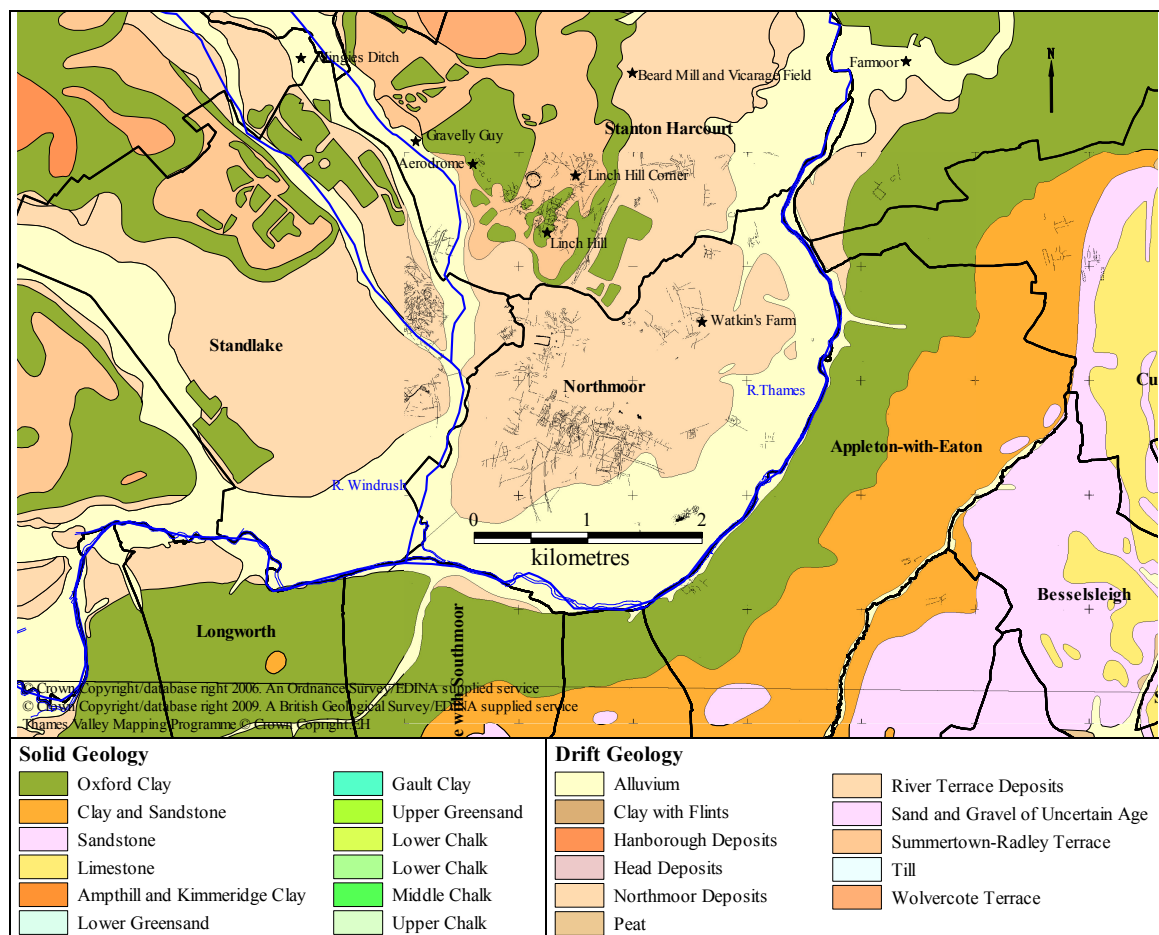 Mingies Ditch
Farmoor
N
Beard Mill and Vicarage Field
Stanton Harcourt
Gravelly Guy
Aerodrome
Linch Hill Corner
Linch Hill
Watkin's Farm
Standlake
Northmoor
R.Thames
Cu
Appleton-with-Eaton
R. Windrush
0 1 2
kilometres
Besselsleigh
Longworth
e with Southmoor
© Crown Copyright/database right 2006. An Ordnance Survey/EDINA supplied service
© Crown Copyright/database right 2009. A British Geological Survey/EDINA supplied service
Thames Valley Mapping Programme © Crown Copright EH
Solid Geology
Oxford Clay
Clay and Sandstone
Sandstone
Limestone
Ampthill and Kimmeridge Clay
Lower Greensand
Gault Clay
Upper Greensand
Lower Chalk
Lower Chalk
Middle Chalk
Upper Chalk
Drift Geology
Alluvium
Clay with Flints
Hanborough Deposits
Head Deposits
Northmoor Deposits
Peat
River Terrace Deposits
Sand and Gravel of Uncertain Age
Summertown-Radley Terrace
Till
Wolvercote Terrace